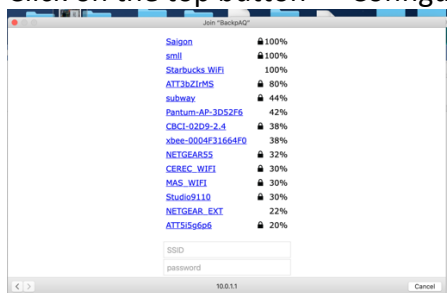 Click on the top button
Join "BackpAQ"
Saigon 100%
smll 100%
Starbucks WiFi 100%
ATT3bZIrMS 80%
subway 44%
Pantum-AP-3D52F6 42%
CBCI-02D9-2.4 38%
xbee-0004F31664F0 38%
NETGEAR55 32%
CEREC_WIFI 30%
MAS_WIFI 30%
Studio9110 30%
NETGEAR_EXT 22%
ATT5i5g6p6 20%
SSID
password
< > 10.0.1.1 Cancel